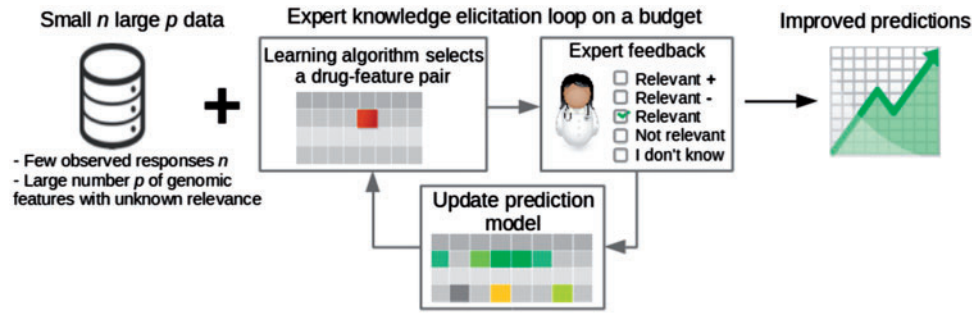 Small n large p data
Expert knowledge elicitation loop on a budget
Improved predictions
- Few observed responses n
- Large number p of genomic
features with unknown relevance
Learning algorithm selects
a drug-feature pair
Expert feedback
Relevant +
Relevant -
Relevant
Not relevant
I don't know
Update prediction
model